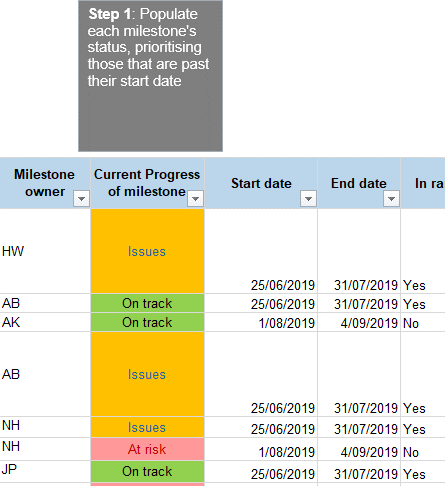 Step 1: Populate
each milestone's
status, prioritising
those that are past
their start date
Milestone owner Current Progress of milestone Start date End date In ra
HW Issues 25/06/2019 31/07/2019 Yes
AB On track 25/06/2019 31/07/2019 Yes
AK On track 1/08/2019 4/09/2019 No
AB Issues 25/06/2019 31/07/2019 Yes
NH Issues 25/06/2019 31/07/2019 Yes
NH At risk 1/08/2019 4/09/2019 No
JP On track 25/06/2019 31/07/2019 Yes